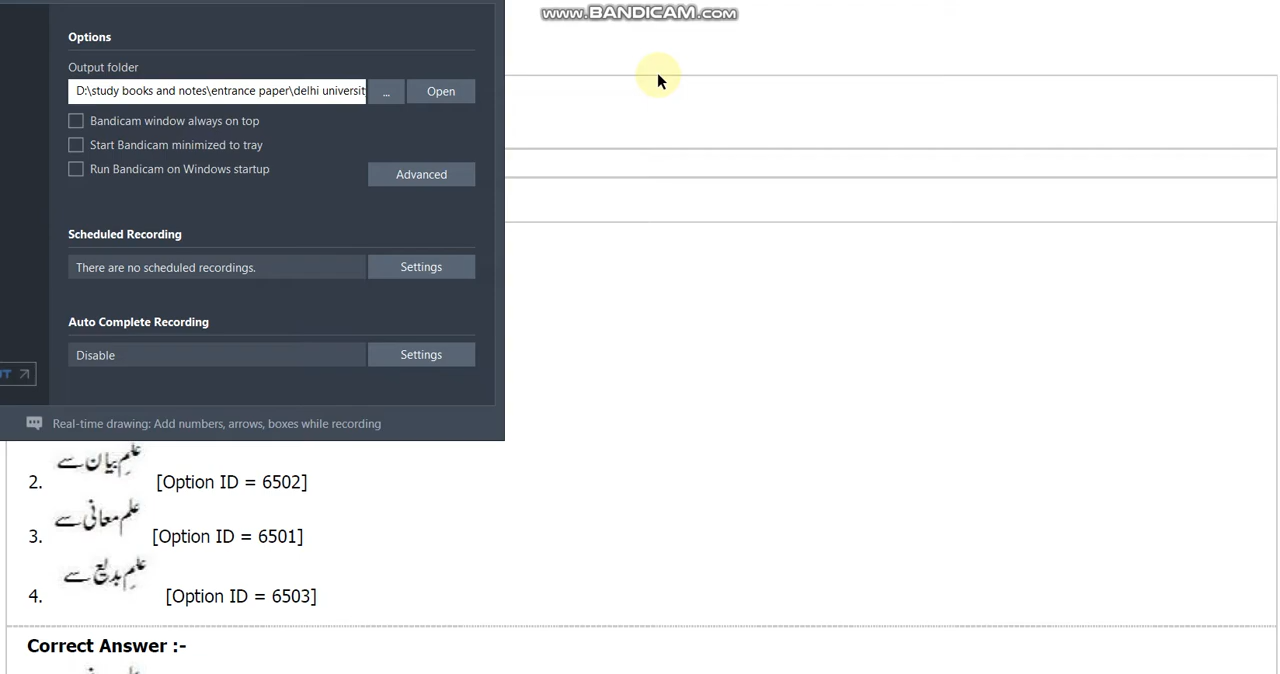 www.BANDICAM.com
Options
Output folder
D:\study books and notes\entrance paper\delhi universit
...
Open
Bandicam window always on top
Start Bandicam minimized to tray
Run Bandicam on Windows startup
Advanced
Scheduled Recording
There are no scheduled recordings.
Settings
Auto Complete Recording
Disable
Settings
Real-time drawing: Add numbers, arrows, boxes while recording
2. علمِ بیان سے [Option ID = 6502]
3. علم معانی سے [Option ID = 6501]
4. علمِ بدیع سے [Option ID = 6503]
Correct Answer :-